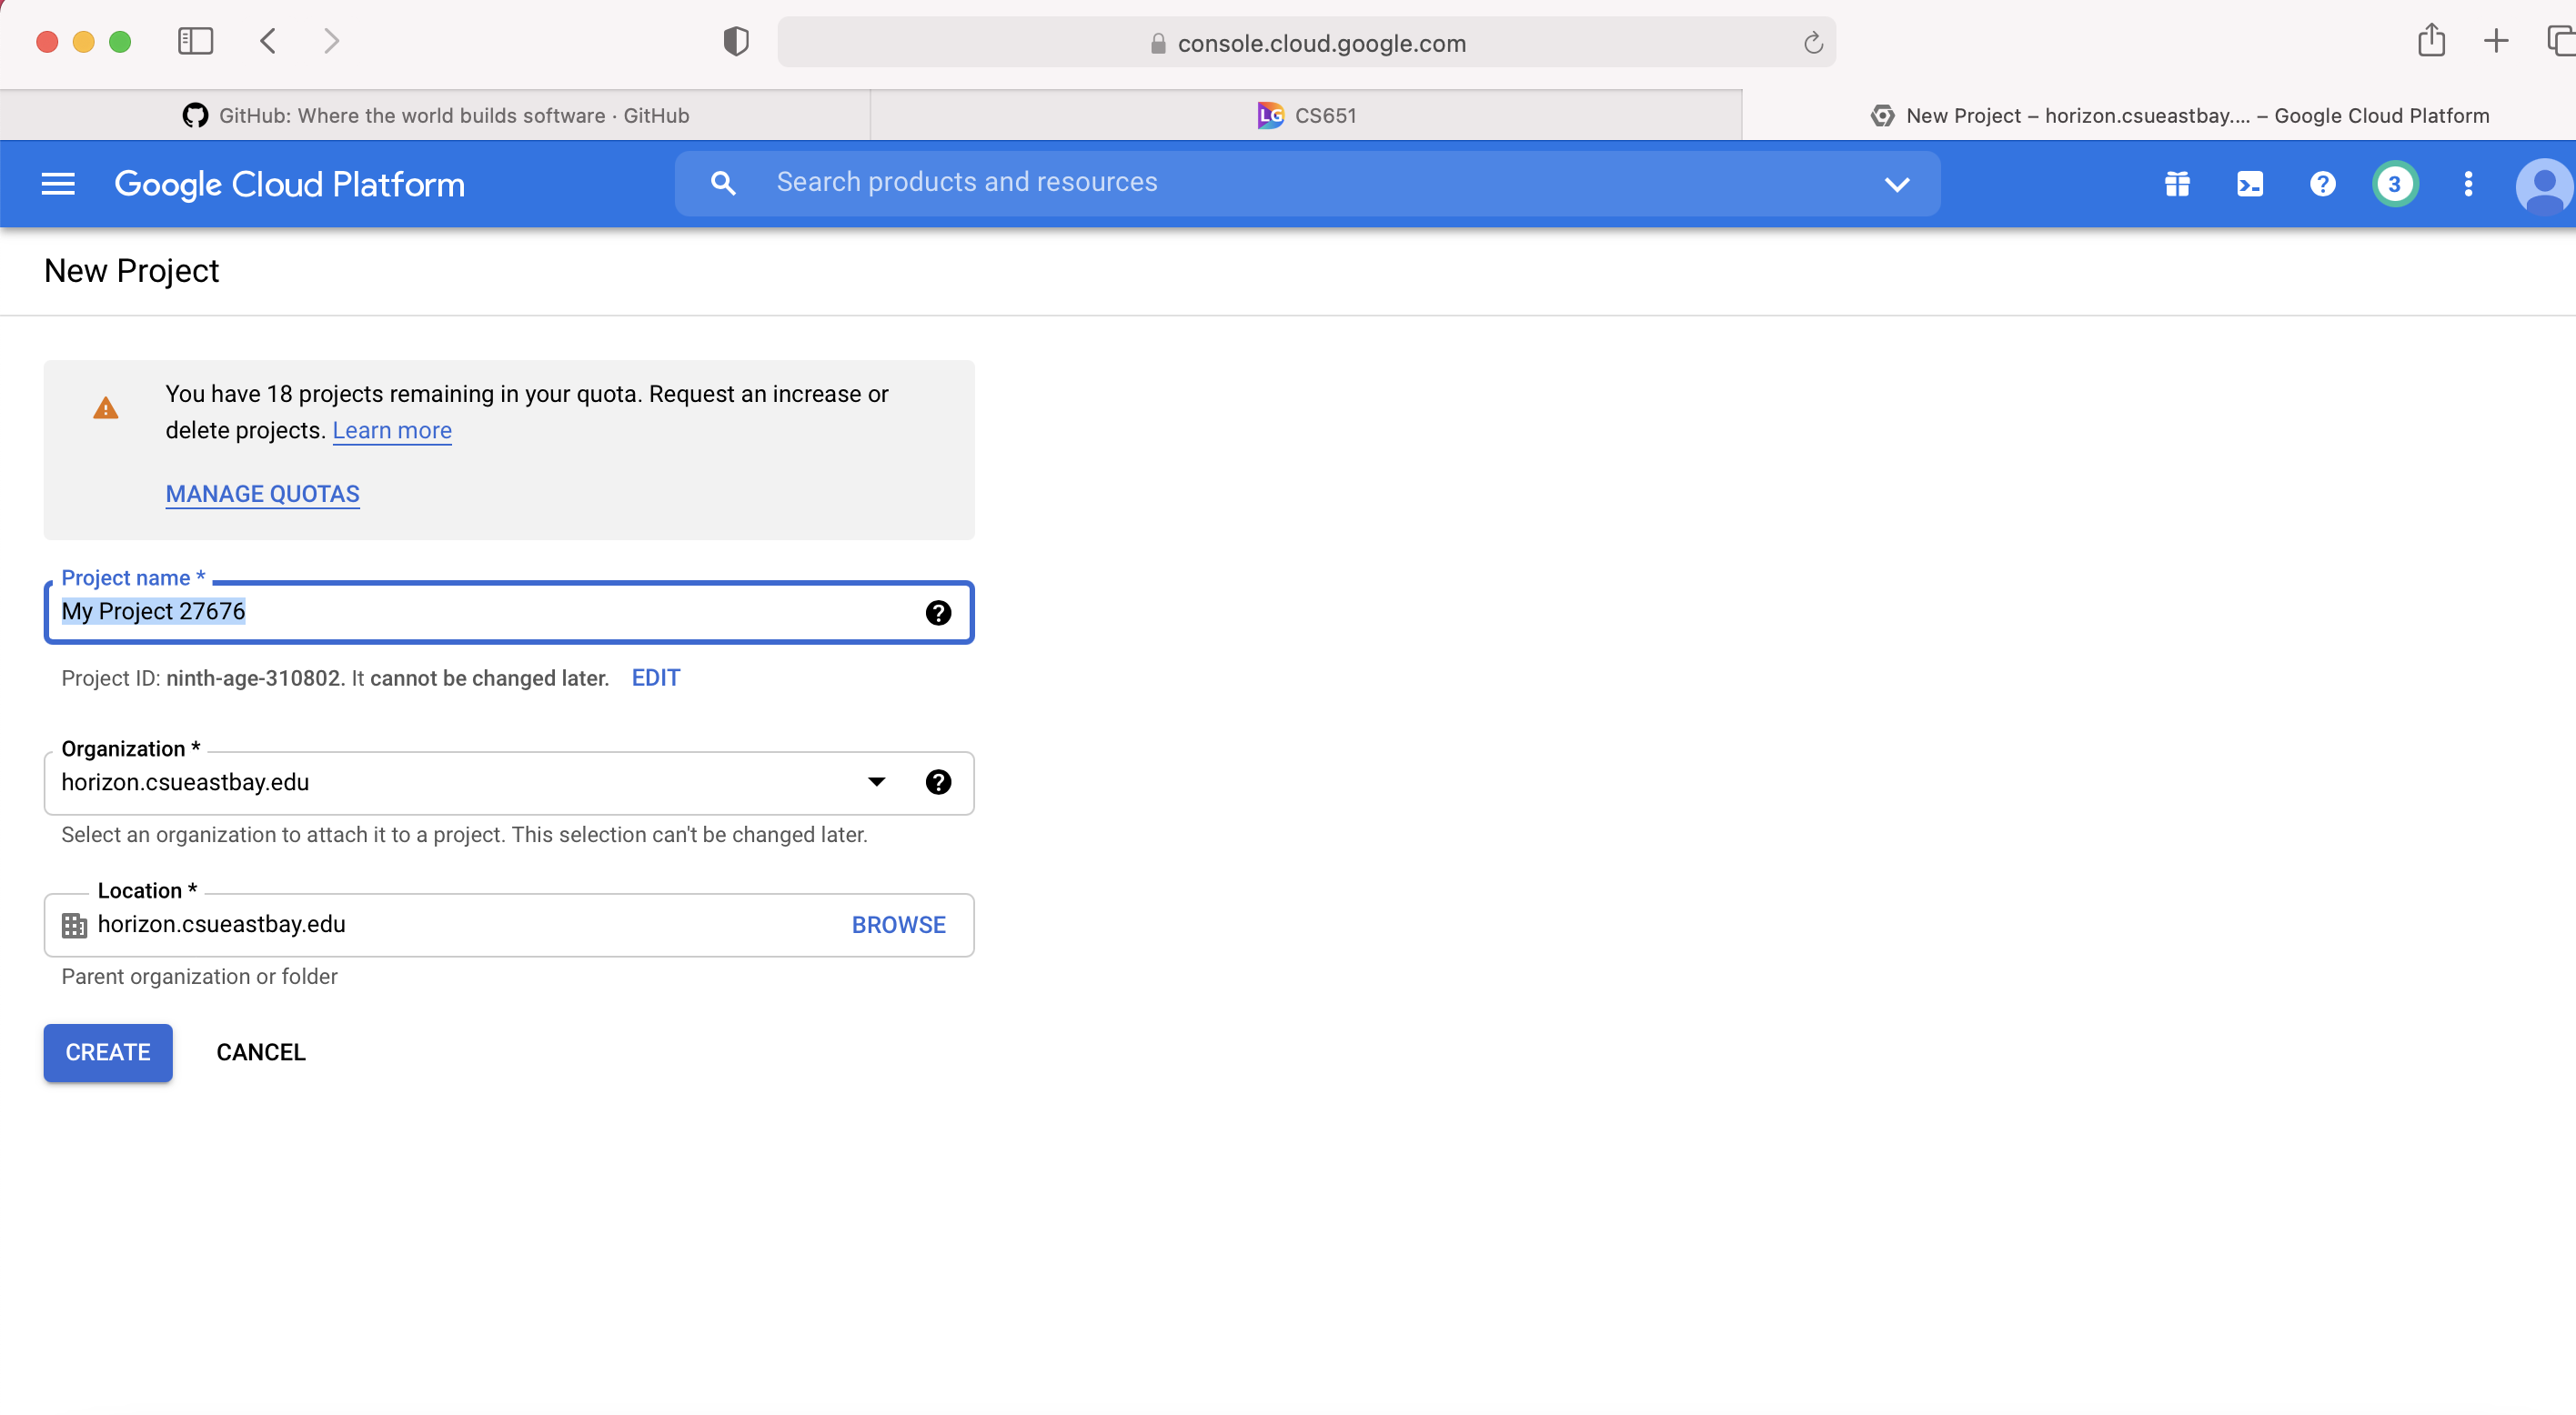 console.cloud.google.com
GitHub: Where the world builds software · GitHub
LG CS651
New Project – horizon.csueastbay.... – Google Cloud Platform
Google Cloud Platform
Search products and resources
3
New Project
You have 18 projects remaining in your quota. Request an increase or
delete projects. Learn more
MANAGE QUOTAS
Project name *
My Project 27676
Project ID: ninth-age-310802. It cannot be changed later. EDIT
Organization *
horizon.csueastbay.edu
Select an organization to attach it to a project. This selection can't be changed later.
Location *
horizon.csueastbay.edu BROWSE
Parent organization or folder
CREATE CANCEL